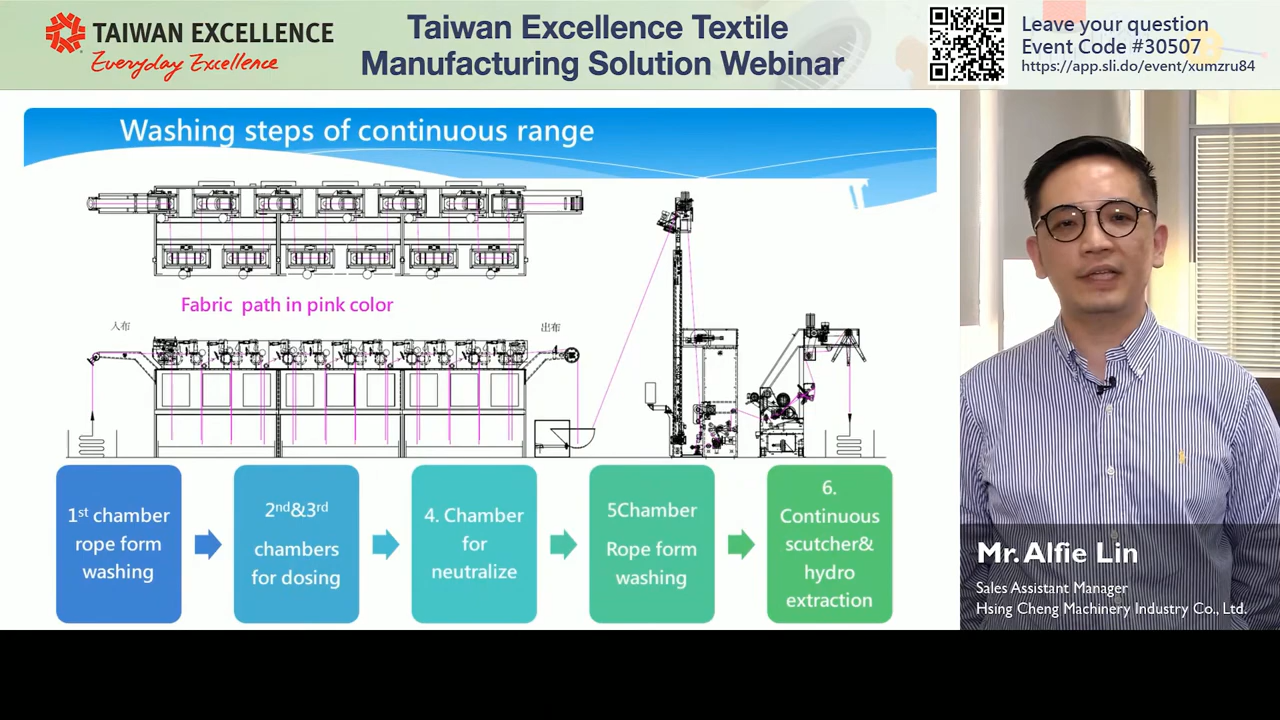 TAIWAN EXCELLENCE
Everyday Excellence
Taiwan Excellence Textile
Manufacturing Solution Webinar
Leave your question
Event Code #30507
https://app.sli.do/event/xumzru84
Washing steps of continuous range
Fabric path in pink color
入布
出布
1st chamber
rope form
washing
2nd&3rd
chambers
for dosing
4. Chamber
for
neutralize
5Chamber
Rope form
washing
6.
Continuous
scutcher&
hydro
extraction
Mr. Alfie Lin
Sales Assistant Manager
Hsing Cheng Machinery Industry Co., Ltd.